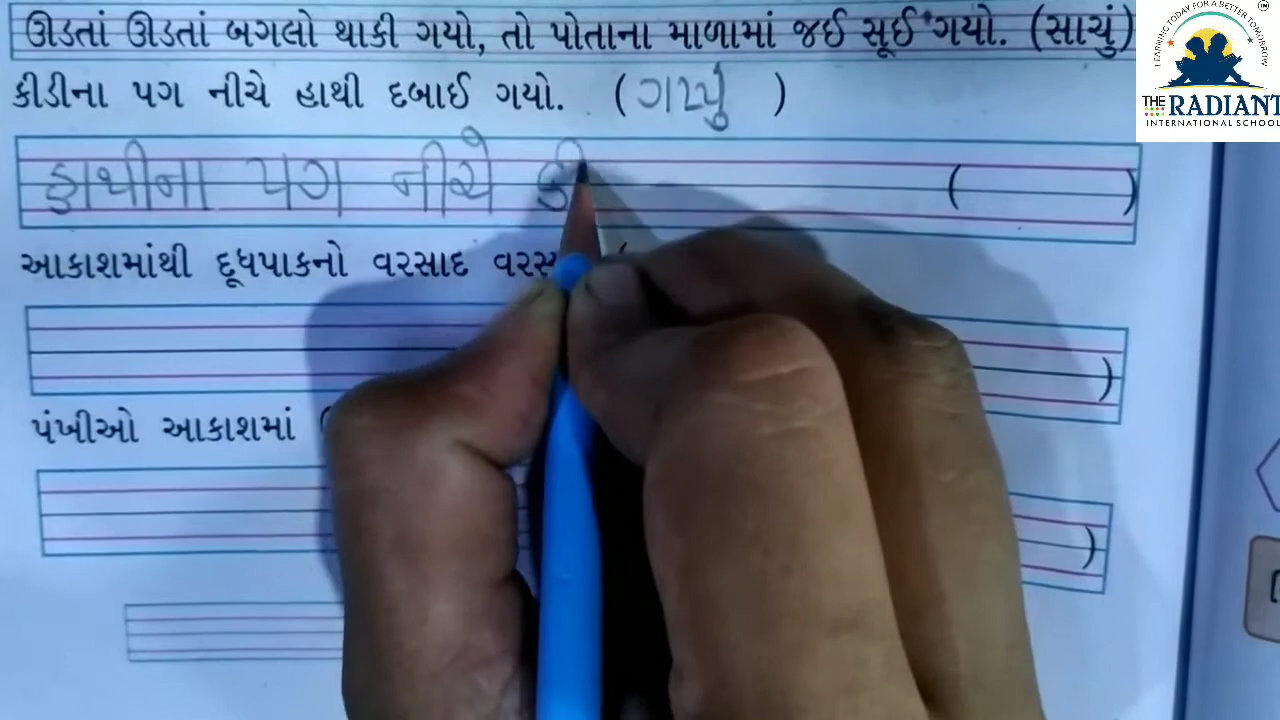 ઊડતાં ઊડતાં બગલો થાકી ગયો, તો પોતાના માળામાં જઈ સૂઈ ગયો. (સાચું)
કીડીના પગ નીચે હાથી દબાઈ ગયો. ( ગપ્પું )
હાથીના પગ નીચે કી ( )
આકાશમાંથી દૂધપાકનો વરસાદ
)
પંખીઓ આકાશમાં (
)
LEARNING TODAY FOR A BETTER TOMORROW
THE RADIANT
INTERNATIONAL SCHOOL